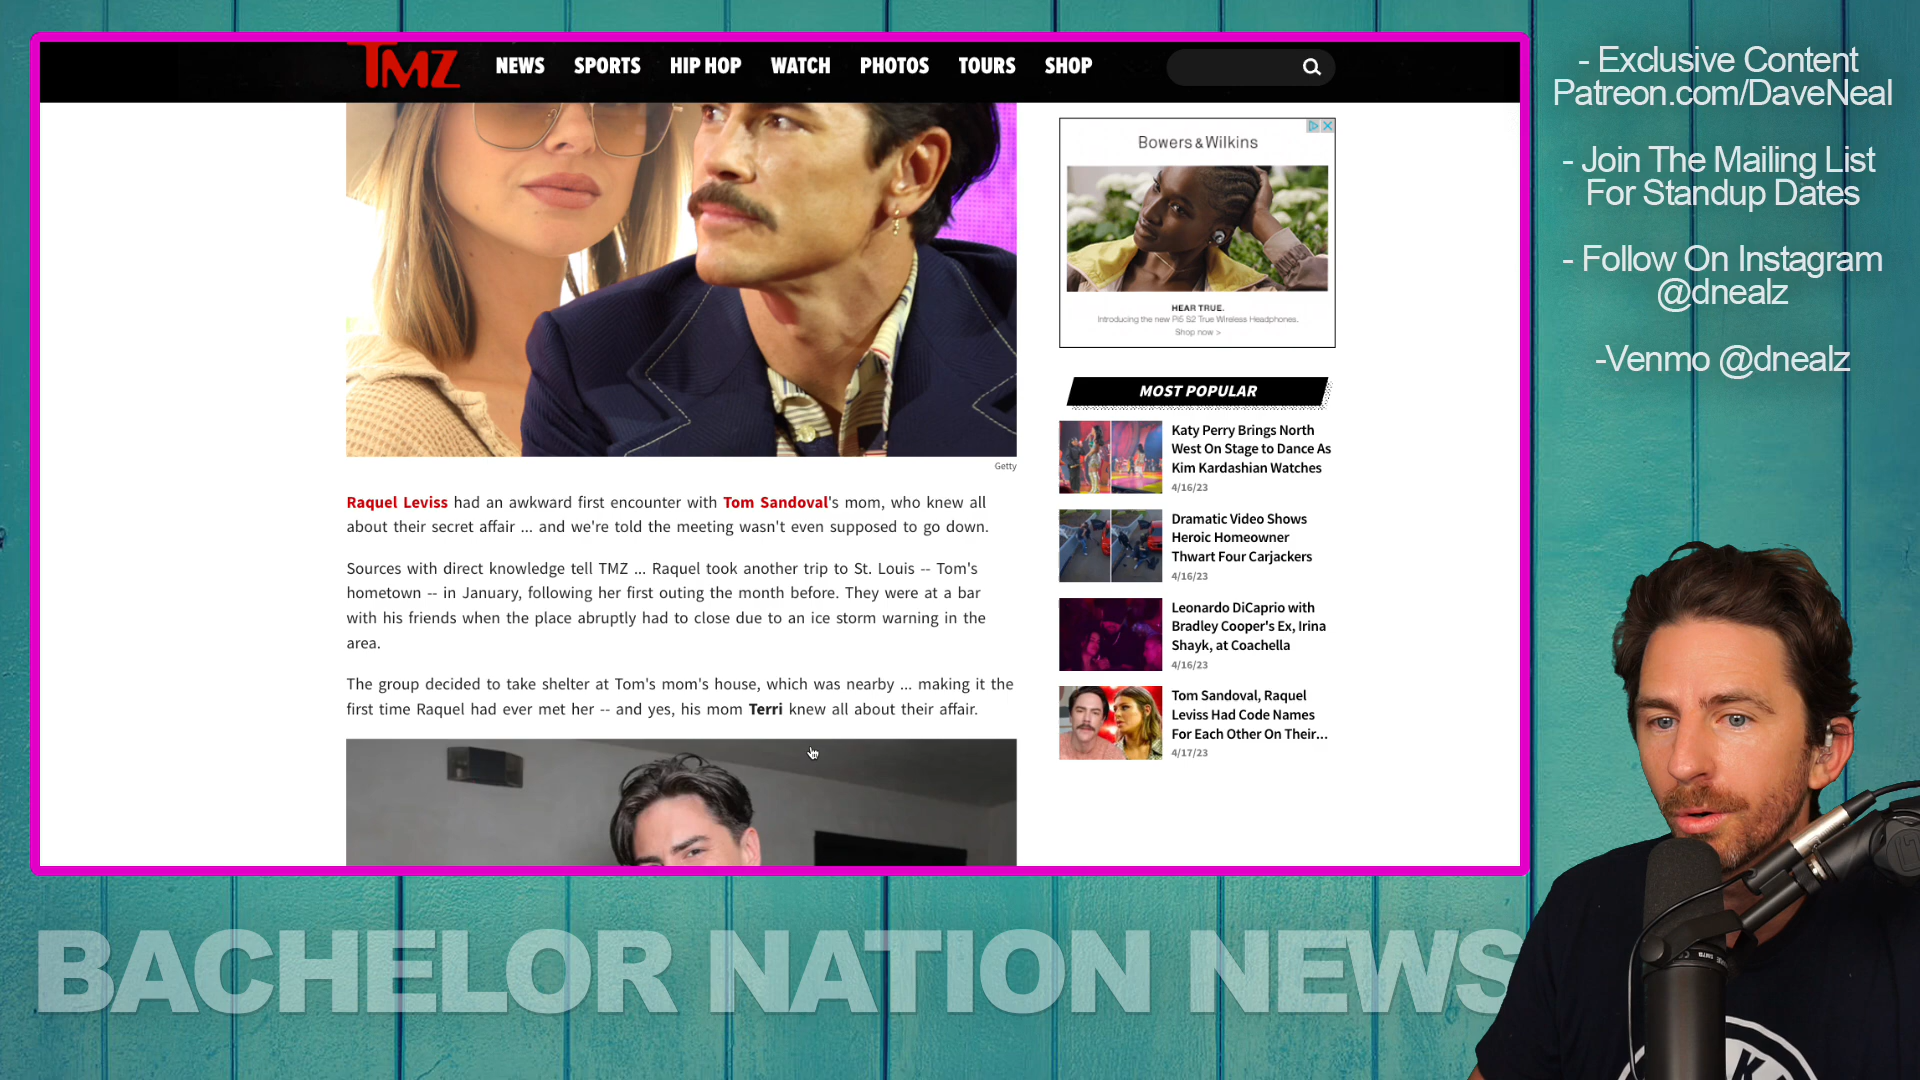 TMZ
NEWS SPORTS HIP HOP WATCH PHOTOS TOURS SHOP
Bowers & Wilkins
HEAR TRUE.
Introducing the new Pi5 S2 True Wireless Headphones.
Shop now >
Getty
Raquel Leviss had an awkward first encounter with Tom Sandoval's mom, who knew all
about their secret affair ... and we're told the meeting wasn't even supposed to go down.
Sources with direct knowledge tell TMZ ... Raquel took another trip to St. Louis -- Tom's
hometown -- in January, following her first outing the month before. They were at a bar
with his friends when the place abruptly had to close due to an ice storm warning in the
area.
The group decided to take shelter at Tom's mom's house, which was nearby ... making it the
first time Raquel had ever met her -- and yes, his mom Terri knew all about their affair.
MOST POPULAR
Katy Perry Brings North
West On Stage to Dance As
Kim Kardashian Watches
4/16/23
Dramatic Video Shows
Heroic Homeowner
Thwart Four Carjackers
4/16/23
Leonardo DiCaprio with
Bradley Cooper's Ex, Irina
Shayk, at Coachella
4/16/23
Tom Sandoval, Raquel
Leviss Had Code Names
For Each Other On Their...
4/17/23
- Exclusive Content
Patreon.com/DaveNeal
- Join The Mailing List
For Standup Dates
- Follow On Instagram
@dnealz
-Venmo @dnealz
BACHELOR NATION NEWS